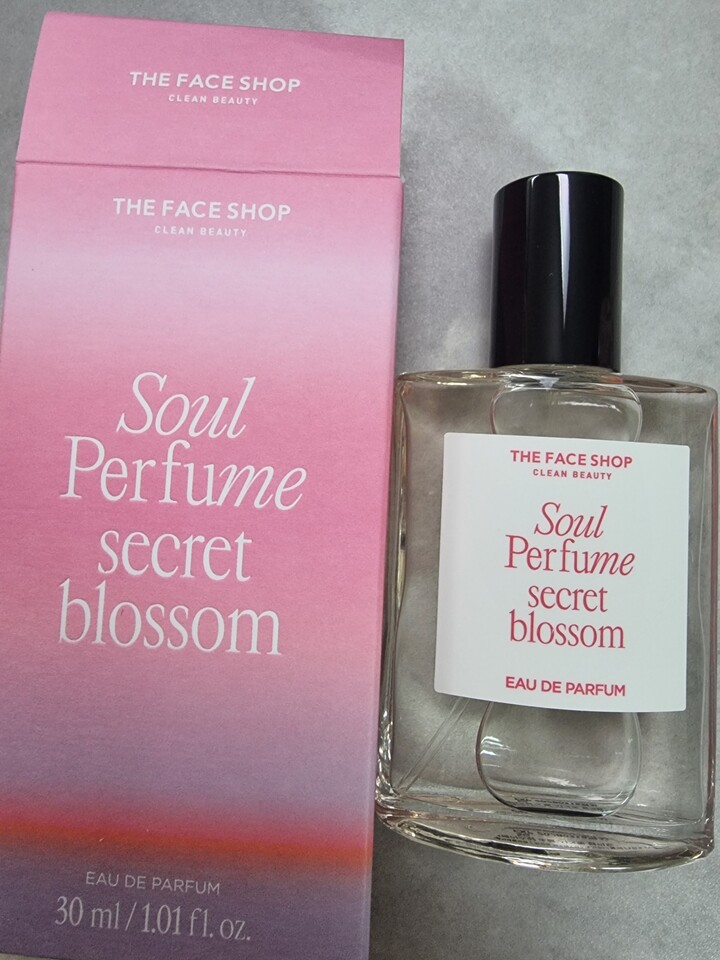 THE FACE SHOP
CLEAN BEAUTY
THE FACE SHOP
CLEAN BEAUTY
Soul
Perfume
secret
blossom
EAU DE PARFUM
30 ml / 1.01 fl. oz.
THE FACE SHOP
CLEAN BEAUTY
Soul
Perfume
secret
blossom
EAU DE PARFUM